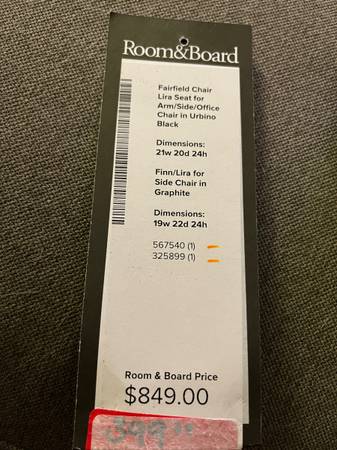 Room&Board
Fairfield Chair
Lira Seat for
Arm/Side/Office
Chair in Urbino
Black
Dimensions:
21w 20d 24h
Finn/Lira for
Side Chair in
Graphite
Dimensions:
19w 22d 24h
567540 (1)
325899 (1)
Room & Board Price
$849.00
399